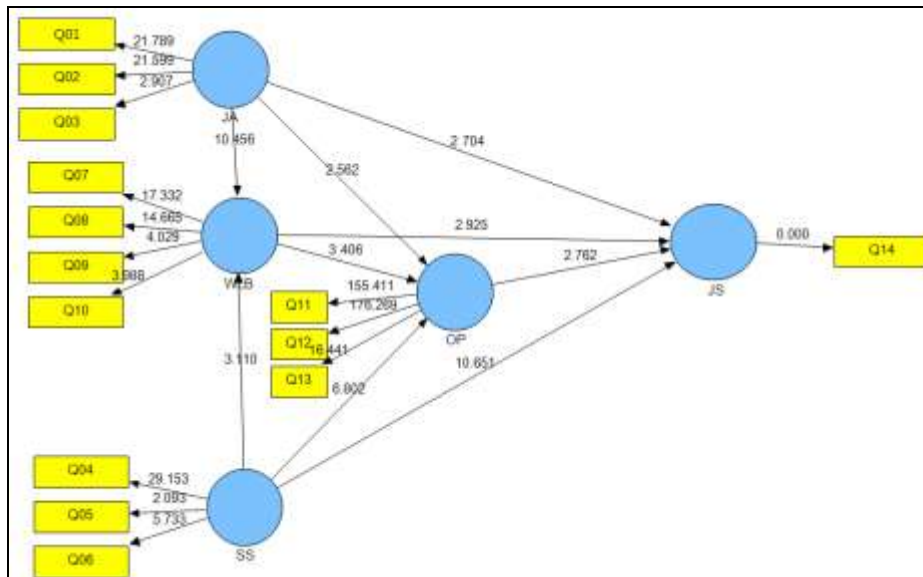 Q01
21.789
Q02
21.599
2.907
Q03
JA
10.456
2.704
2.562
Q07
17.332
Q08
14.665
4.029
Q09
3.988
Q10
WLB
2.925
3.406
2.762
0.000
Q14
JS
155.411
Q11
176.269
Q12
16.441
Q13
OP
3.110
6.802
10.651
Q04
29.153
2.093
Q05
5.733
Q06
SS